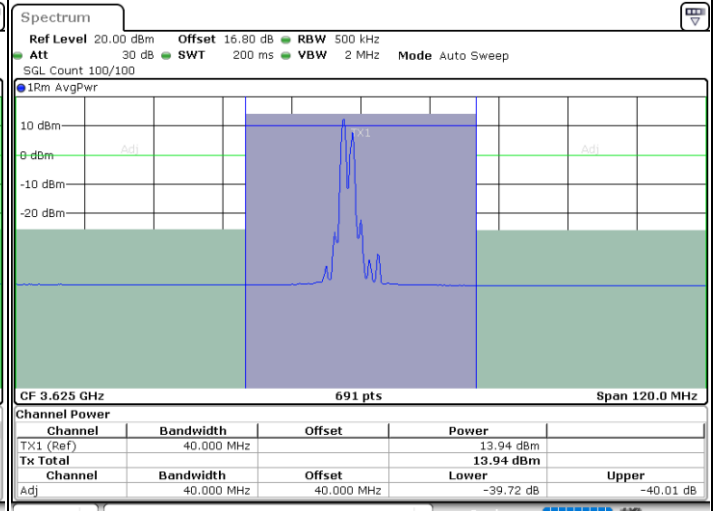 Spectrum
Ref Level 20.00 dBm Offset 16.80 dB RBW 500 kHz
Att 30 dB SWT 200 ms VBW 2 MHz Mode Auto Sweep
SGL Count 100/100
1Rm AvgPwr
10 dBm
TX1
Adj
Adj
0 dBm
-10 dBm
-20 dBm
CF 3.625 GHz 691 pts Span 120.0 MHz
Channel Power
Channel Bandwidth Offset Power
TX1 (Ref) 40.000 MHz 13.94 dBm
Tx Total 13.94 dBm
Channel Bandwidth Offset Lower Upper
Adj 40.000 MHz 40.000 MHz -39.72 dB -40.01 dB